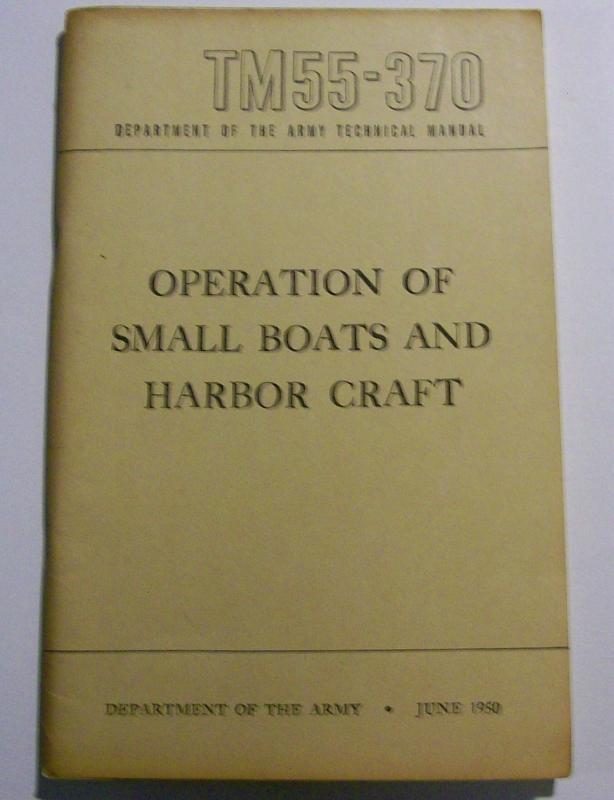 TM55-370
DEPARTMENT OF THE ARMY TECHNICAL MANUAL
OPERATION OF
SMALL BOATS AND
HARBOR CRAFT
DEPARTMENT OF THE ARMY • JUNE 1950